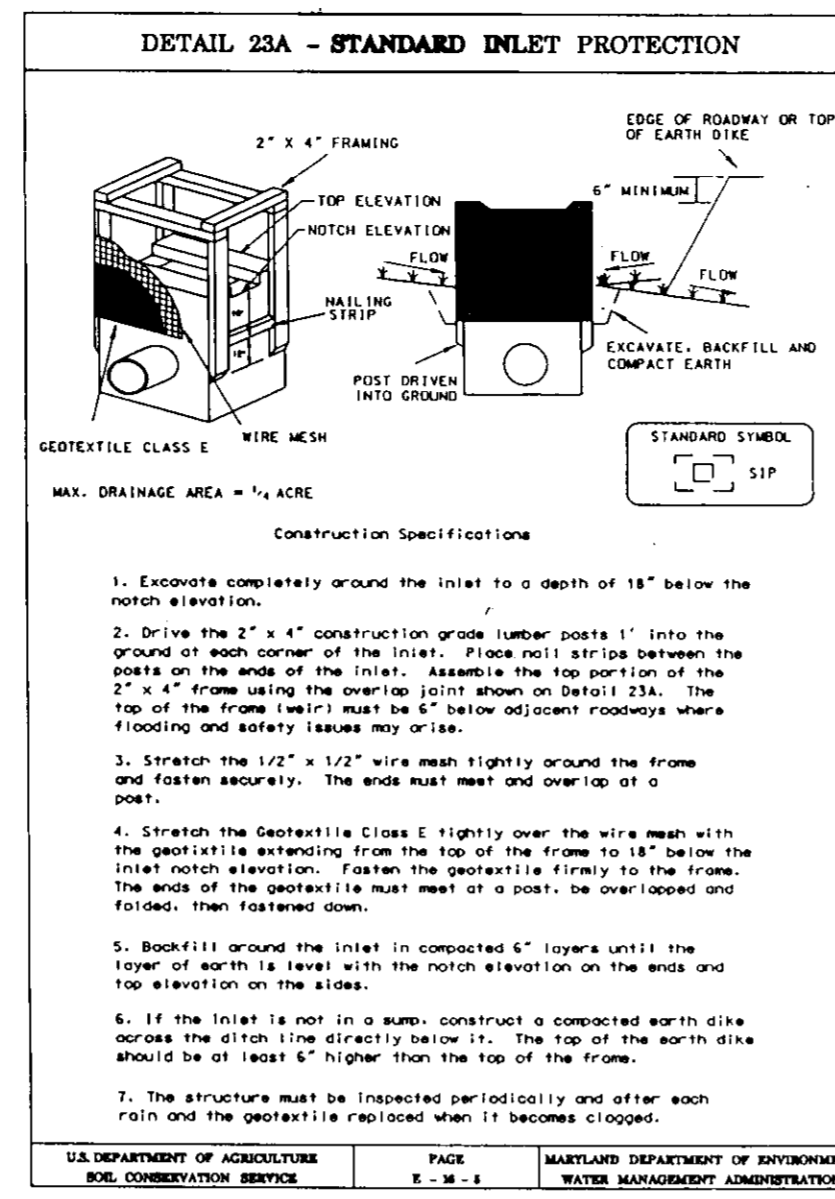 DETAIL 23A - STANDARD INLET PROTECTION
EDGE OF ROADWAY OR TOP
OF EARTH DIKE
2" X 4" FRAMING
6" MINIMUM
TOP ELEVATION
NOTCH ELEVATION
FLOW
FLOW
FLOW
NAILING
STRIP
18"
12"
EXCAVATE, BACKFILL AND
COMPACT EARTH
POST DRIVEN
INTO GROUND
WIRE MESH
GEOTEXTILE CLASS E
STANDARD SYMBOL
SIP
MAX. DRAINAGE AREA = 1/4 ACRE
Construction Specifications
1. Excavate completely around the inlet to a depth of 18" below the
notch elevation.
2. Drive the 2" x 4" construction grade lumber posts 1' into the
ground at each corner of the inlet. Place nail strips between the
posts on the ends of the inlet. Assemble the top portion of the
2" x 4" frame using the overlap joint shown on Detail 23A. The
top of the frame (weir) must be 6" below adjacent roadways where
flooding and safety issues may arise.
3. Stretch the 1/2" x 1/2" wire mesh tightly around the frame
and fasten securely. The ends must meet and overlap at a
post.
4. Stretch the Geotextile Class E tightly over the wire mesh with
the geotixtile extending from the top of the frame to 18" below the
inlet notch elevation. Fasten the geotextile firmly to the frame.
The ends of the geotextile must meet at a post, be overlapped and
folded, then fastened down.
5. Backfill around the inlet in compacted 6" layers until the
layer of earth is level with the notch elevation on the ends and
top elevation on the sides.
6. If the inlet is not in a sump, construct a compacted earth dike
across the ditch line directly below it. The top of the earth dike
should be at least 6" higher than the top of the frame.
7. The structure must be inspected periodically and after each
rain and the geotextile replaced when it becomes clogged.
U.S. DEPARTMENT OF AGRICULTURE
SOIL CONSERVATION SERVICE
PAGE
E - 16 - 5
MARYLAND DEPARTMENT OF ENVIRONME
WATER MANAGEMENT ADMINISTRATION